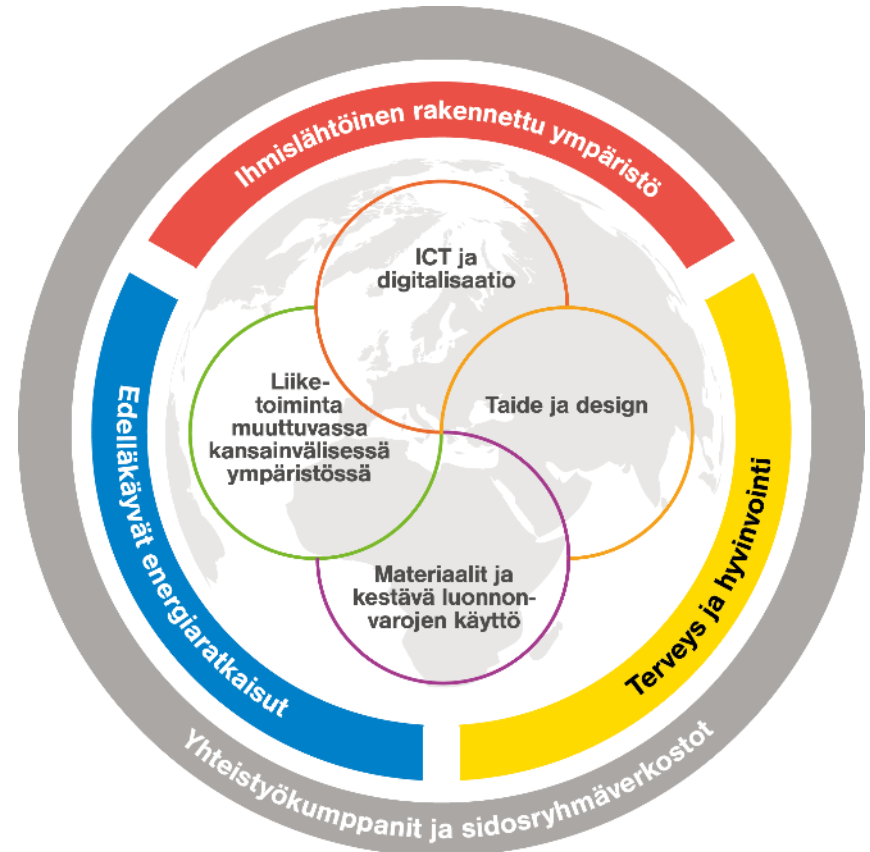 Ihmislähtöinen rakennettu ympäristö
ICT ja
digitalisaatio
Liike-
toiminta
muuttuvassa
kansainvälisessä
ympäristössä
Taide ja design
Materiaalit ja
kestävä luonnon-
varojen käyttö
Edelläkäyvät energiaratkaisut
Terveys ja hyvinvointi
Yhteistyökumppanit ja sidosryhmäverkostot